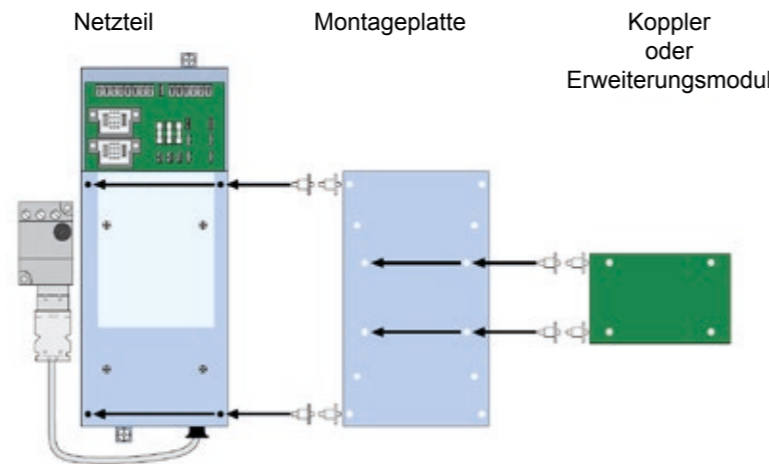 Netzteil
Montageplatte
Koppler
oder
Erweiterungsmodul